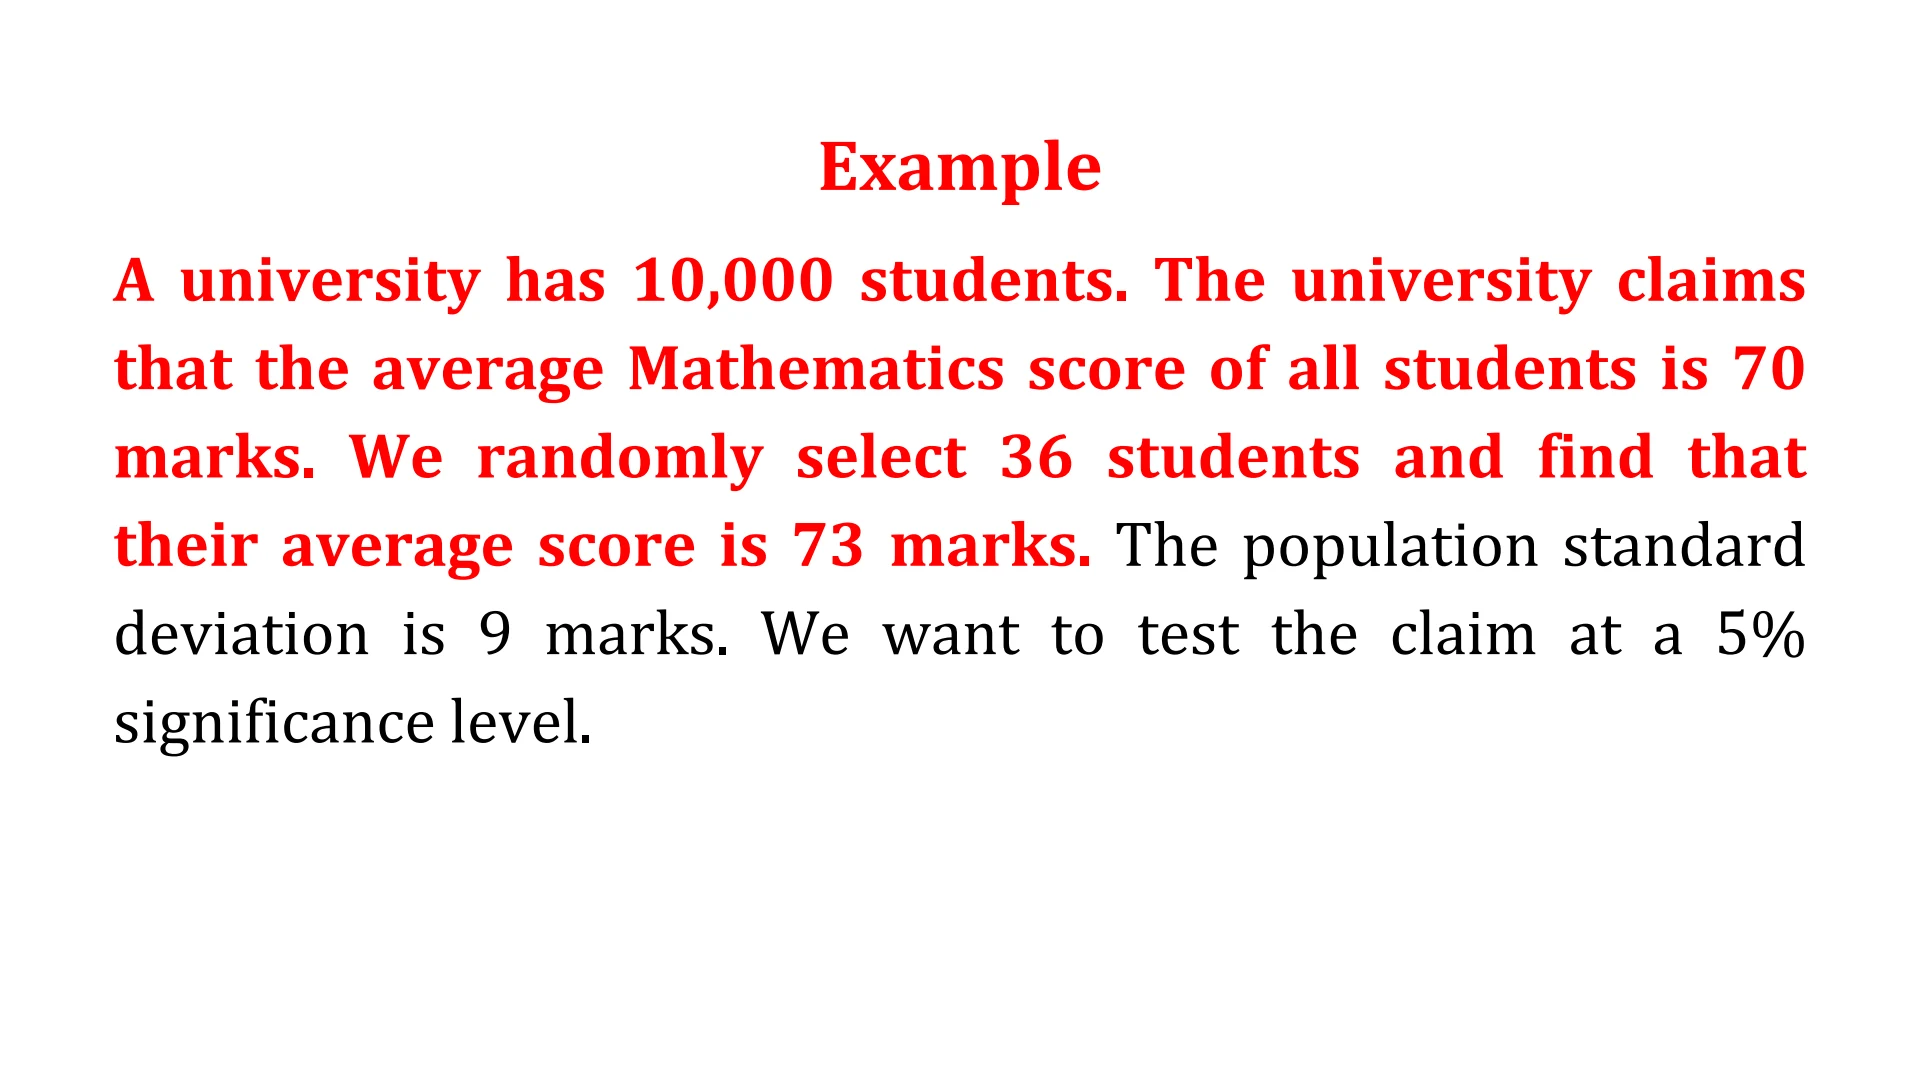 Example
A university has 10,000 students. The university claims
that the average Mathematics score of all students is 70
marks. We randomly select 36 students and find that
their average score is 73 marks. The population standard
deviation is 9 marks. We want to test the claim at a 5%
significance level.